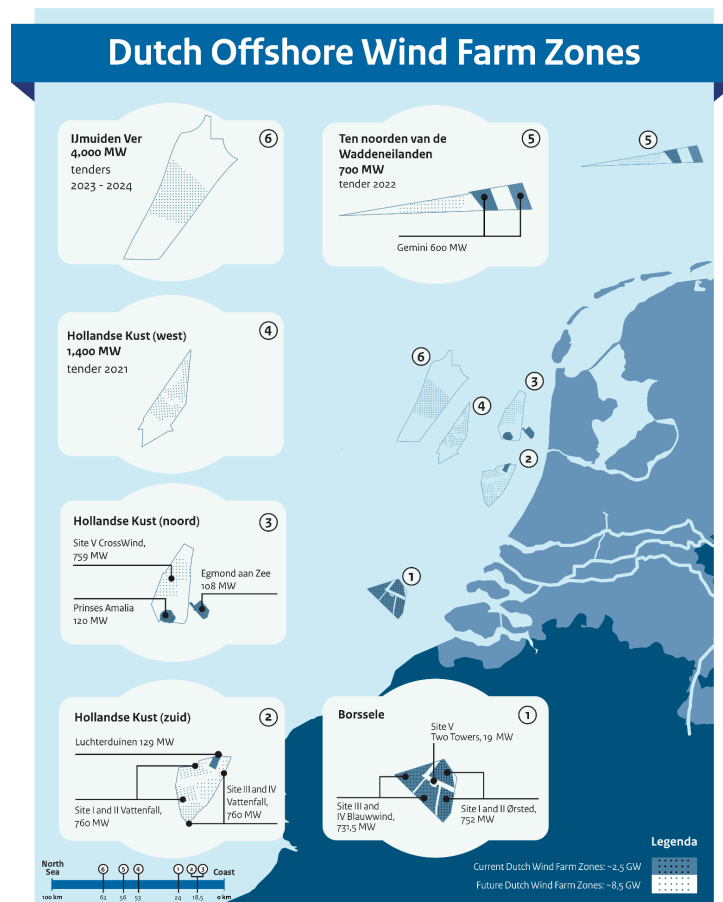 Dutch Offshore Wind Farm Zones
IJmuiden Ver
4,000 MW
tenders
2023 - 2024
6
Ten noorden van de
Waddeneilanden
700 MW
tender 2022
5
Gemini 600 MW
5
Hollandse Kust (west)
1,400 MW
tender 2021
4
6
4
3
2
1
Hollandse Kust (noord)
3
Site V CrossWind,
759 MW
Egmond aan Zee
108 MW
Prinses Amalia
120 MW
Hollandse Kust (zuid)
2
Luchterduinen 129 MW
Site III and IV
Vattenfall,
760 MW
Site I and II Vattenfall,
760 MW
Borssele
1
Site V
Two Towers, 19 MW
Site III and
IV Blauwwind,
731,5 MW
Site I and II Ørsted,
752 MW
Legenda
Current Dutch Wind Farm Zones: ~2,5 GW
Future Dutch Wind Farm Zones: ~8,5 GW
North
Sea
6 5 4 1 2 3
Coast
100 km 62 56 53 24 18,5 0 km